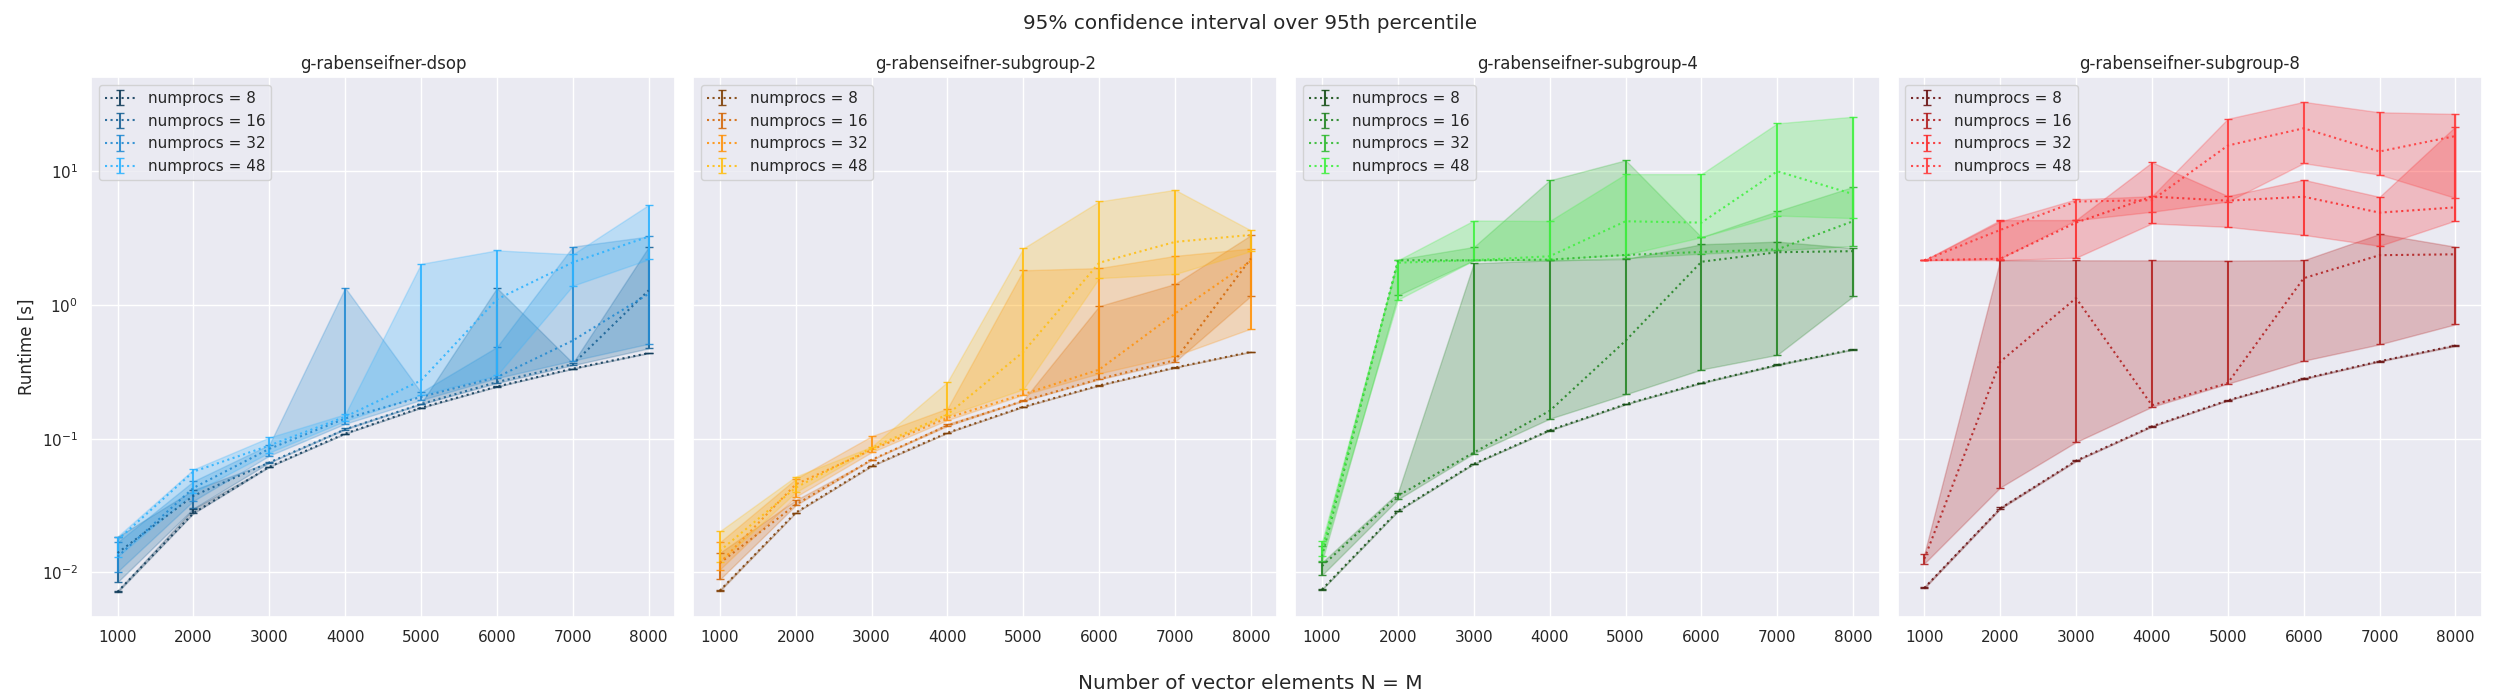 95% confidence interval over 95th percentile
g-rabenseifner-dsop
g-rabenseifner-subgroup-2
g-rabenseifner-subgroup-4
g-rabenseifner-subgroup-8
numprocs = 8
numprocs = 16
numprocs = 32
numprocs = 48
numprocs = 8
numprocs = 16
numprocs = 32
numprocs = 48
numprocs = 8
numprocs = 16
numprocs = 32
numprocs = 48
numprocs = 8
numprocs = 16
numprocs = 32
numprocs = 48
Runtime [s]
10¹
10⁰
10⁻¹
10⁻²
1000 2000 3000 4000 5000 6000 7000 8000
1000 2000 3000 4000 5000 6000 7000 8000
1000 2000 3000 4000 5000 6000 7000 8000
1000 2000 3000 4000 5000 6000 7000 8000
Number of vector elements N = M